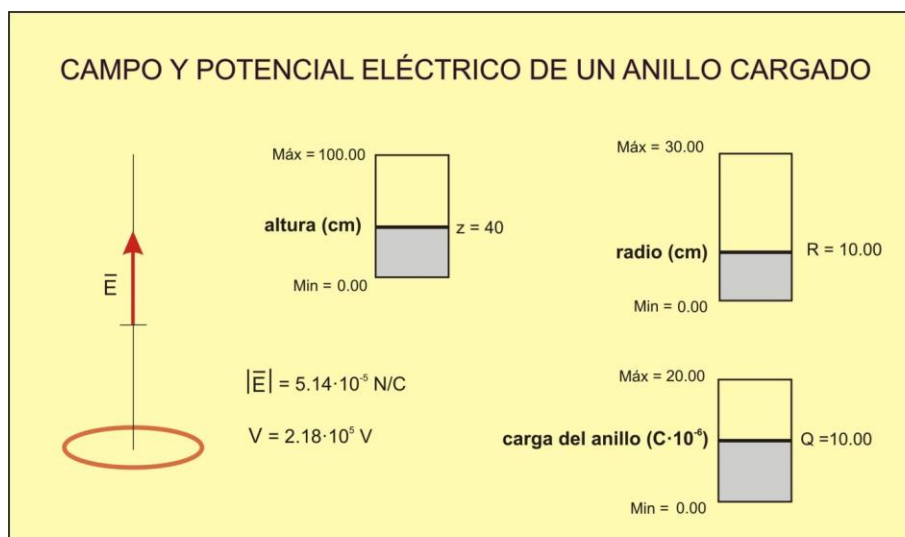 CAMPO Y POTENCIAL ELÉCTRICO DE UN ANILLO CARGADO
Máx = 100.00
altura (cm)
z = 40
Min = 0.00
Máx = 30.00
radio (cm)
R = 10.00
Min = 0.00
E̅
|E̅| = 5.14·10⁻⁵ N/C
V = 2.18·10⁵ V
Máx = 20.00
carga del anillo (C·10⁻⁶)
Q =10.00
Min = 0.00